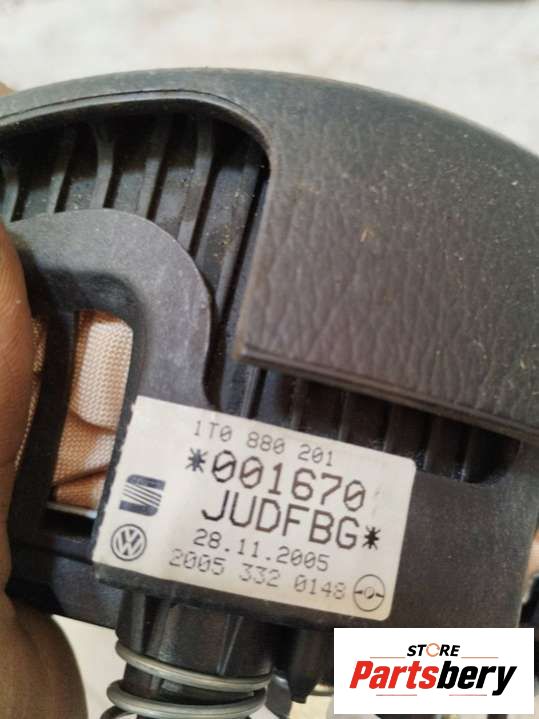 1T0 880 201
*001670
JUDFBG*
28.11.2005
2005 332 0148
STORE
Partsbery